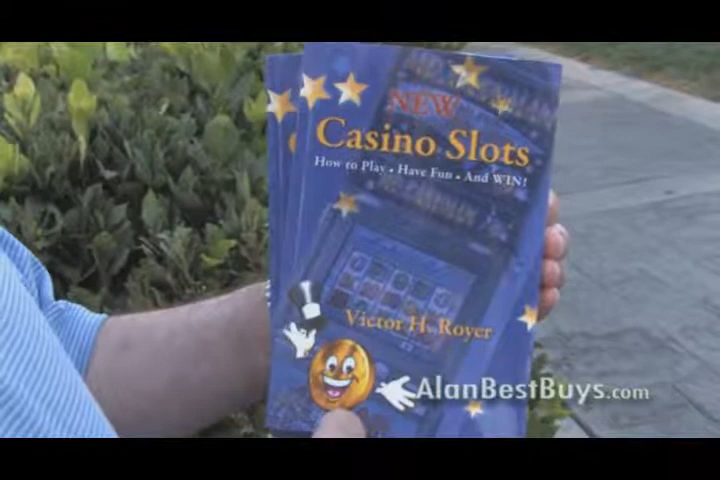 NEW
Casino Slots
How to Play • Have Fun • And WIN!
Victor H. Royer
AlanBestBuys.com